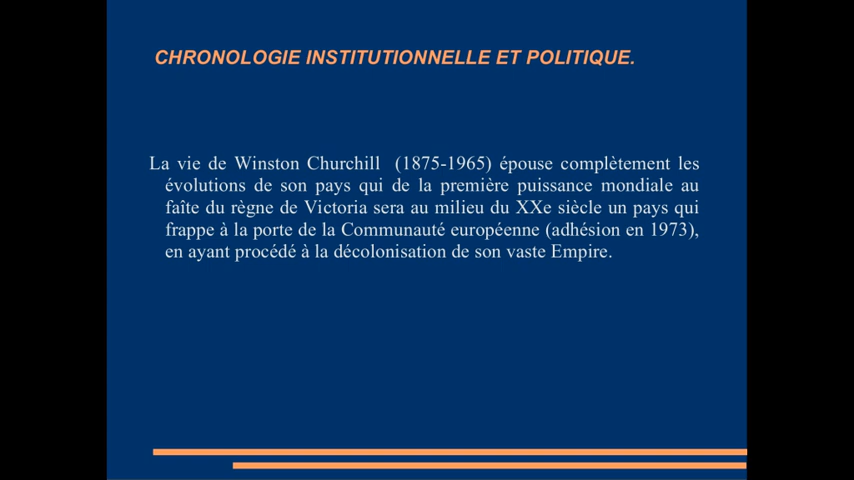 CHRONOLOGIE INSTITUTIONNELLE ET POLITIQUE.
La vie de Winston Churchill  (1875-1965) épouse complètement les
évolutions de son pays qui de la première puissance mondiale au
faîte du règne de Victoria sera au milieu du XXe siècle un pays qui
frappe à la porte de la Communauté européenne (adhésion en 1973),
en ayant procédé à la décolonisation de son vaste Empire.